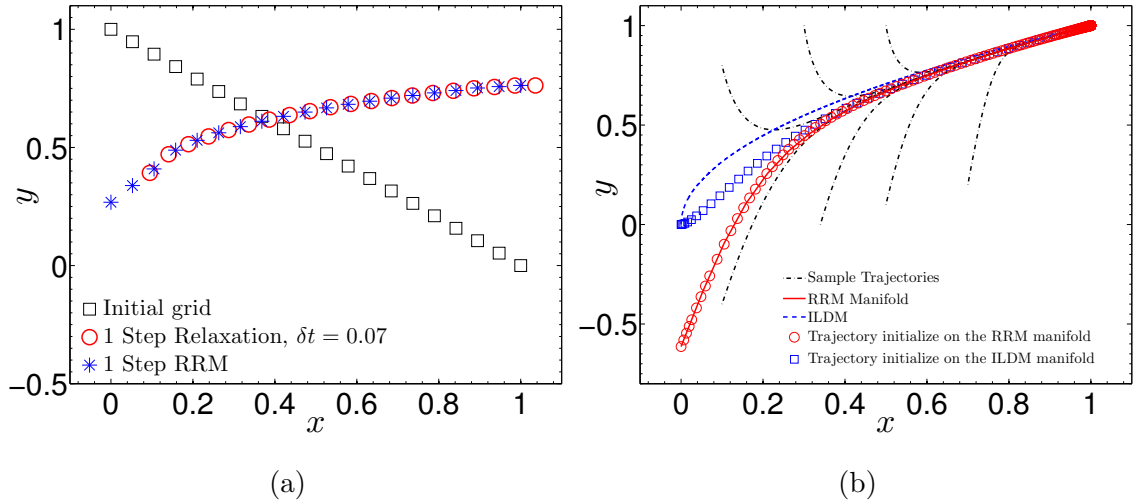 1
0.5
0
−0.5
y
0
0.2
0.4
0.6
0.8
1
x
Initial grid
1 Step Relaxation, δt = 0.07
1 Step RRM
(a)
1
0.5
0
−0.5
y
0
0.2
0.4
0.6
0.8
1
x
Sample Trajectories
RRM Manifold
ILDM
Trajectory initialize on the RRM manifold
Trajectory initialize on the ILDM manifold
(b)